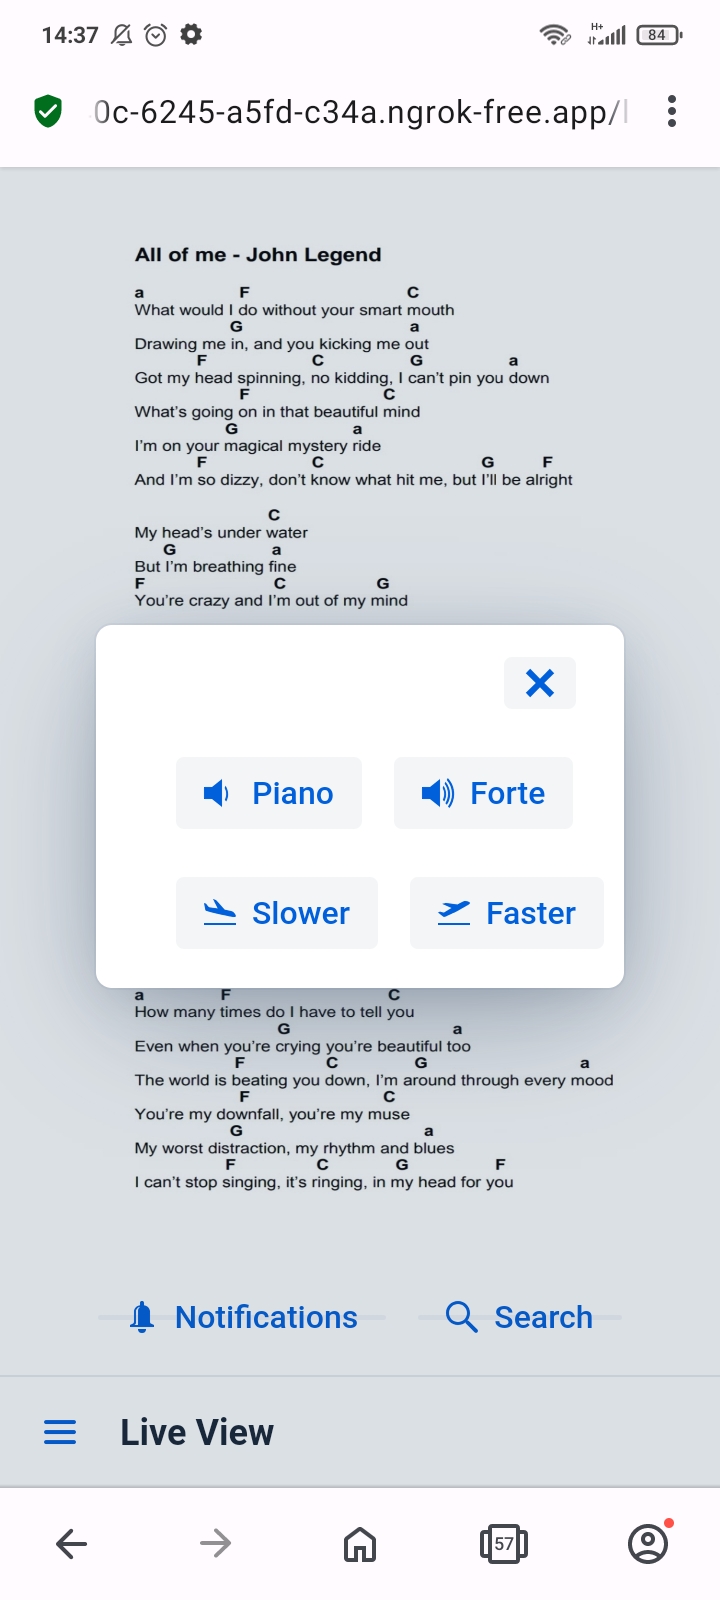 14:37
H+
84
0c-6245-a5fd-c34a.ngrok-free.app/
All of me - John Legend
a F C
What would I do without your smart mouth
G a
Drawing me in, and you kicking me out
F C G a
Got my head spinning, no kidding, I can't pin you down
F C
What's going on in that beautiful mind
G a
I'm on your magical mystery ride
F C G F
And I'm so dizzy, don't know what hit me, but I'll be alright
C
My head's under water
G a
But I'm breathing fine
F C G
You're crazy and I'm out of my mind
Piano Forte
Slower Faster
a F C
How many times do I have to tell you
G a
Even when you're crying you're beautiful too
F C G a
The world is beating you down, I'm around through every mood
F C
You're my downfall, you're my muse
G a
My worst distraction, my rhythm and blues
F C G F
I can't stop singing, it's ringing, in my head for you
Notifications Search
Live View
57